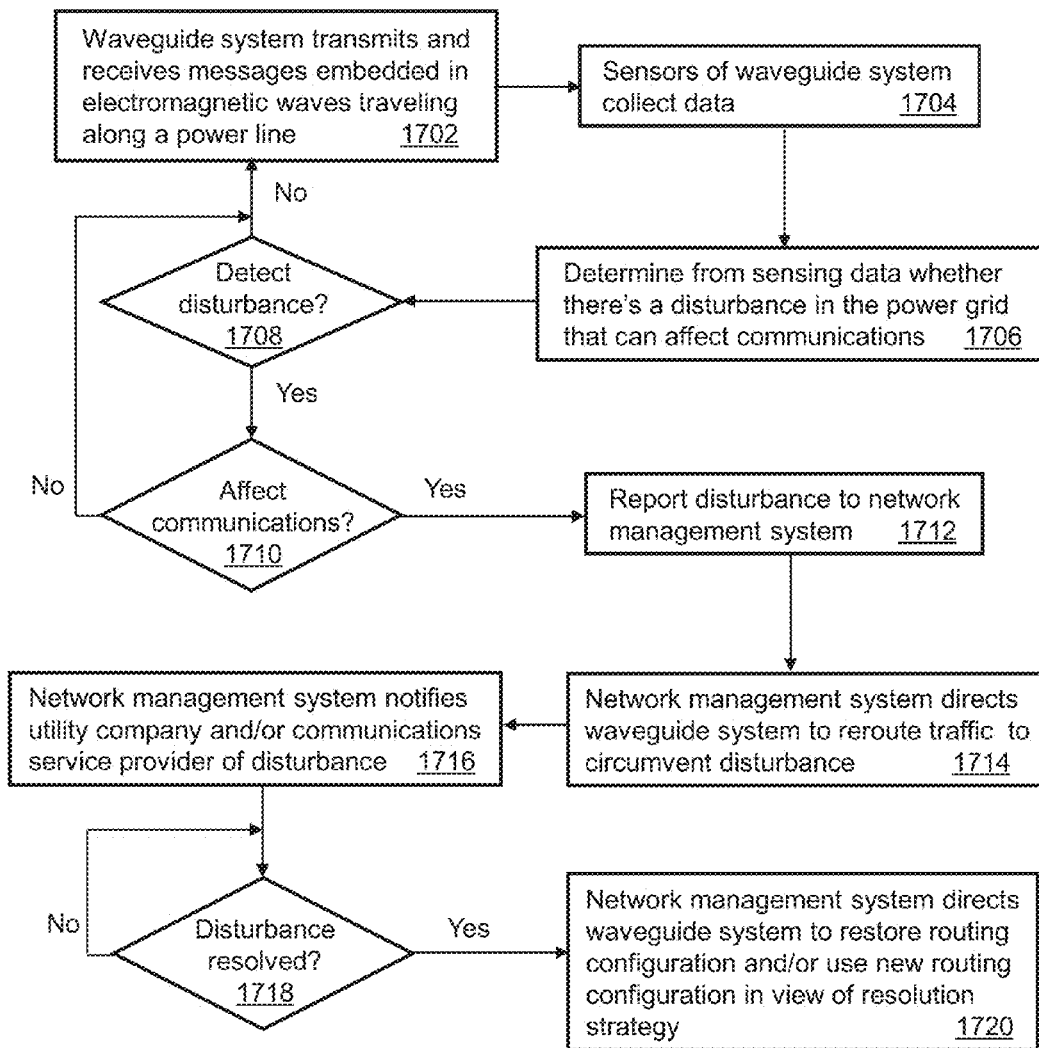 Waveguide system transmits and
receives messages embedded in
electromagnetic waves traveling
along a power line 1702
Sensors of waveguide system
collect data 1704
No
Detect
disturbance?
1708
Determine from sensing data whether
there's a disturbance in the power grid
that can affect communications 1706
Yes
No
Affect
communications?
1710
Yes
Report disturbance to network
management system 1712
Network management system notifies
utility company and/or communications
service provider of disturbance 1716
Network management system directs
waveguide system to reroute traffic to
circumvent disturbance 1714
No
Disturbance
resolved?
1718
Yes
Network management system directs
waveguide system to restore routing
configuration and/or use new routing
configuration in view of resolution
strategy 1720